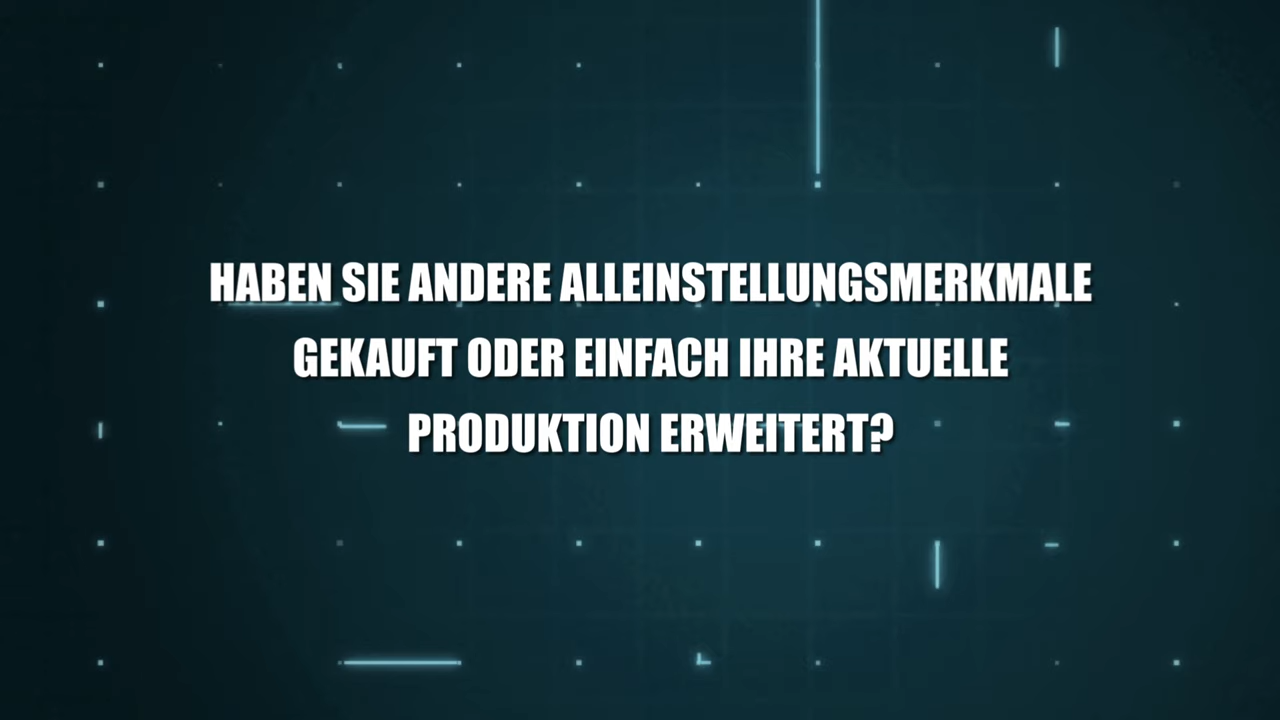 HABEN SIE ANDERE ALLEINSTELLUNGSMERKMALE
GEKAUFT ODER EINFACH IHRE AKTUELLE
PRODUKTION ERWEITERT?